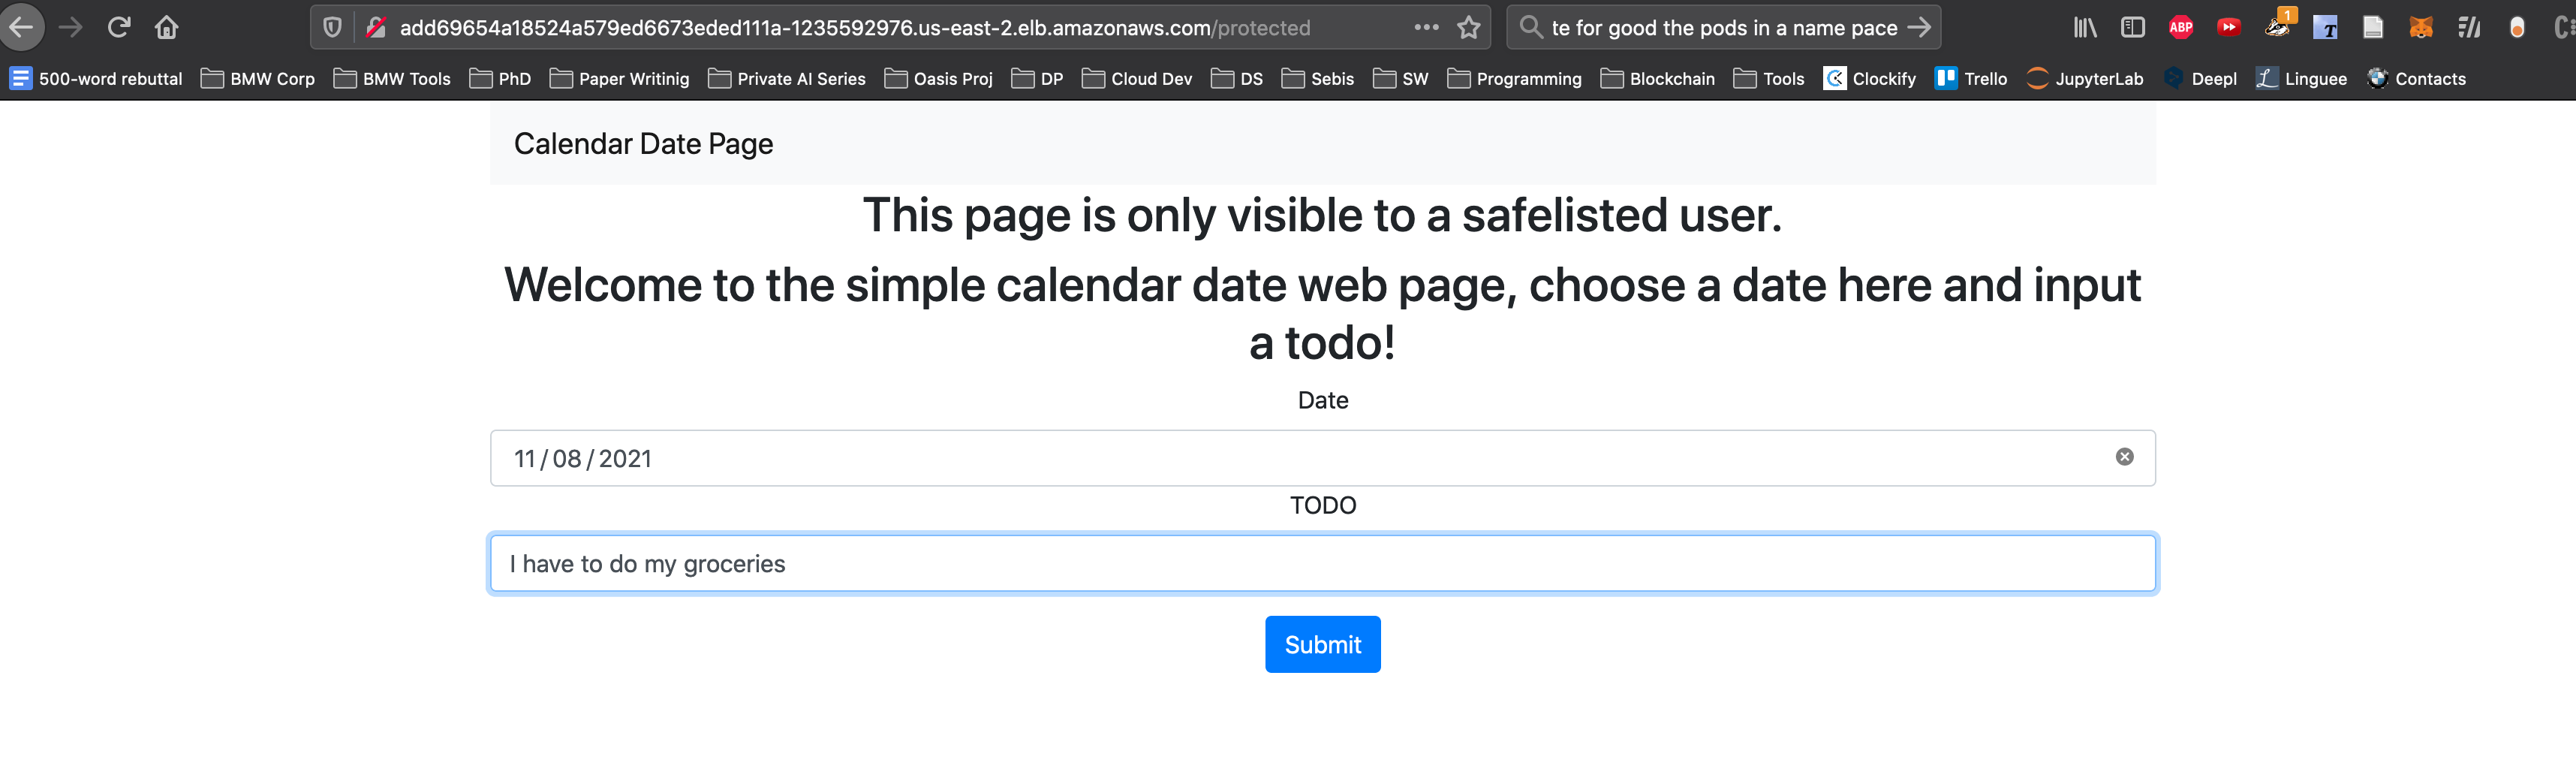 add69654a18524a579ed6673eded111a-1235592976.us-east-2.elb.amazonaws.com/protected te for good the pods in a name pace ABP 1 T
500-word rebuttal BMW Corp BMW Tools PhD Paper Writinig Private AI Series Oasis Proj DP Cloud Dev DS Sebis SW Programming Blockchain Tools Clockify Trello JupyterLab Deepl Linguee Contacts
Calendar Date Page
This page is only visible to a safelisted user.
Welcome to the simple calendar date web page, choose a date here and input
a todo!
Date
11/08/2021
TODO
I have to do my groceries
Submit